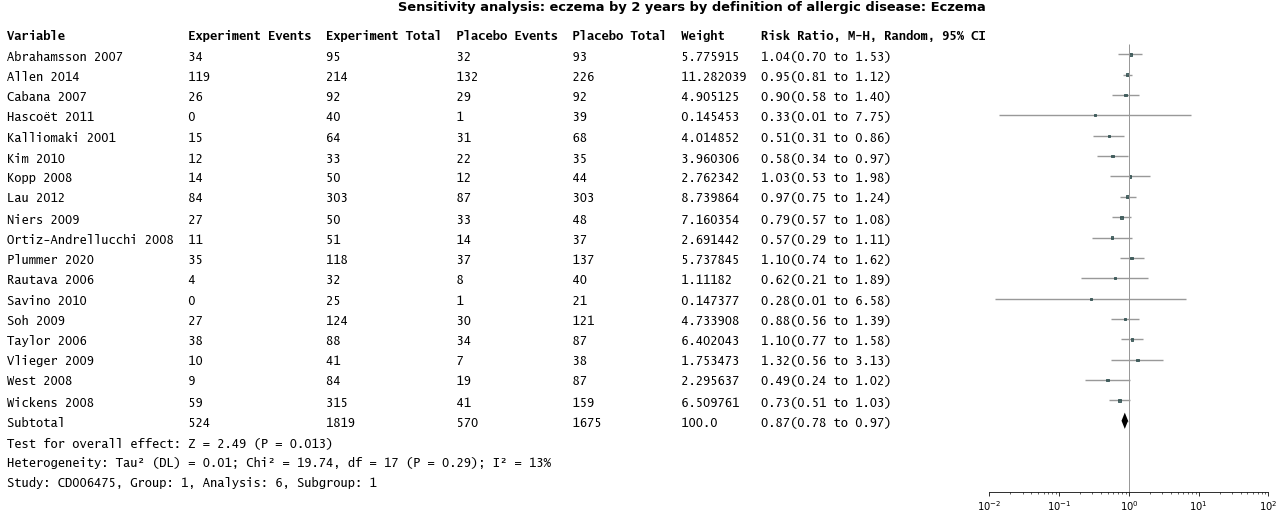 Sensitivity analysis: eczema by 2 years by definition of allergic disease: Eczema
Variable Experiment Events Experiment Total Placebo Events Placebo Total Weight Risk Ratio, M-H, Random, 95% CI
Abrahamsson 2007 34 95 32 93 5.775915 1.04(0.70 to 1.53)
Allen 2014 119 214 132 226 11.282039 0.95(0.81 to 1.12)
Cabana 2007 26 92 29 92 4.905125 0.90(0.58 to 1.40)
Hascoët 2011 0 40 1 39 0.145453 0.33(0.01 to 7.75)
Kalliomaki 2001 15 64 31 68 4.014852 0.51(0.31 to 0.86)
Kim 2010 12 33 22 35 3.960306 0.58(0.34 to 0.97)
Kopp 2008 14 50 12 44 2.762342 1.03(0.53 to 1.98)
Lau 2012 84 303 87 303 8.739864 0.97(0.75 to 1.24)
Niers 2009 27 50 33 48 7.160354 0.79(0.57 to 1.08)
Ortiz-Andrellucchi 2008 11 51 14 37 2.691442 0.57(0.29 to 1.11)
Plummer 2020 35 118 37 137 5.737845 1.10(0.74 to 1.62)
Rautava 2006 4 32 8 40 1.11182 0.62(0.21 to 1.89)
Savino 2010 0 25 1 21 0.147377 0.28(0.01 to 6.58)
Soh 2009 27 124 30 121 4.733908 0.88(0.56 to 1.39)
Taylor 2006 38 88 34 87 6.402043 1.10(0.77 to 1.58)
Vlieger 2009 10 41 7 38 1.753473 1.32(0.56 to 3.13)
West 2008 9 84 19 87 2.295637 0.49(0.24 to 1.02)
Wickens 2008 59 315 41 159 6.509761 0.73(0.51 to 1.03)
Subtotal 524 1819 570 1675 100.0 0.87(0.78 to 0.97)
Test for overall effect: Z = 2.49 (P = 0.013)
Heterogeneity: Tau² (DL) = 0.01; Chi² = 19.74, df = 17 (P = 0.29); I² = 13%
Study: CD006475, Group: 1, Analysis: 6, Subgroup: 1
10⁻² 10⁻¹ 10⁰ 10¹ 10²